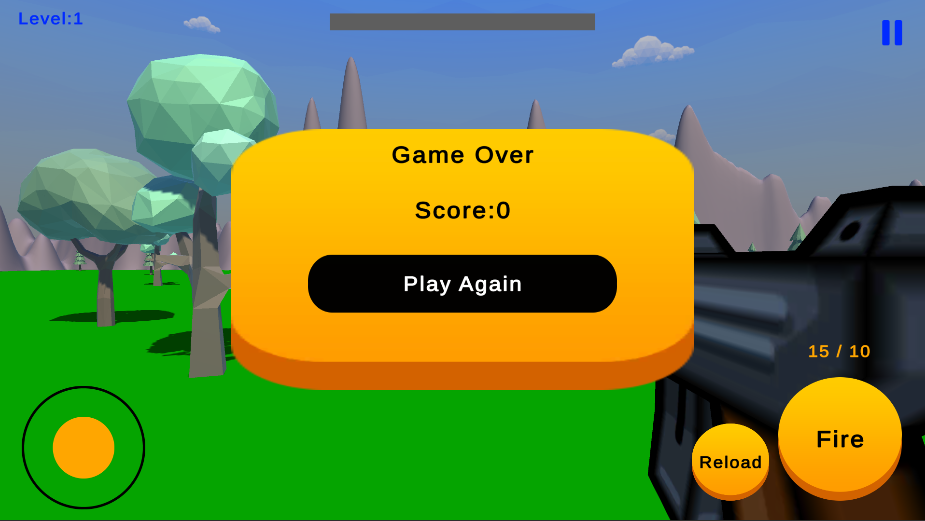 Level:1
Game Over
Score:0
Play Again
15 / 10
Fire
Reload